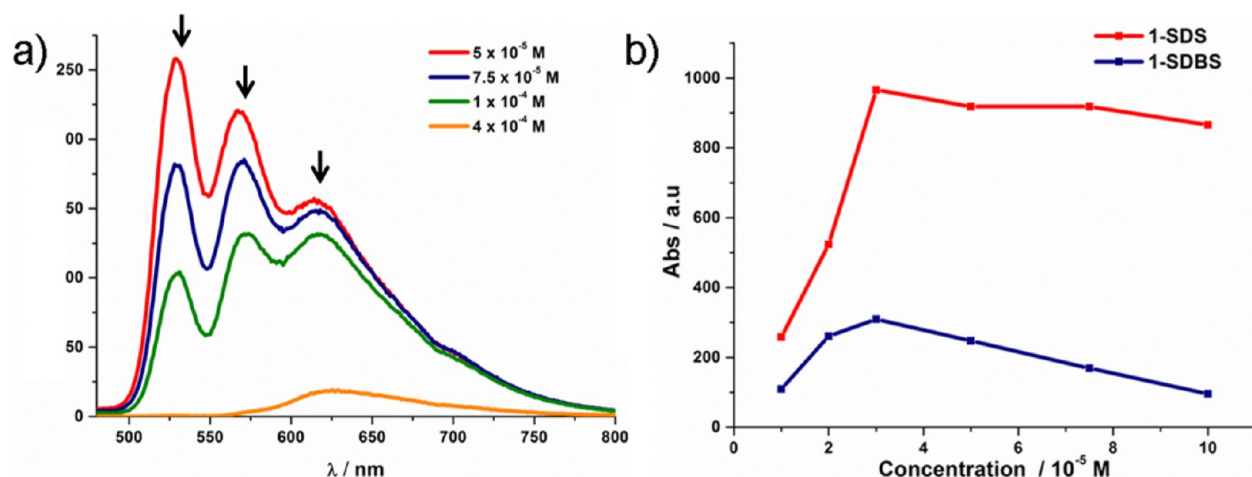 a)
5 x 10⁻⁵ M
7.5 x 10⁻⁵ M
1 x 10⁻⁴ M
4 x 10⁻⁴ M
250
00
50
00
50
0
500 550 600 650 700 750 800
λ / nm
b)
1-SDS
1-SDBS
Abs / a.u
1000
800
600
400
200
0
0 2 4 6 8 10
Concentration / 10⁻⁵ M